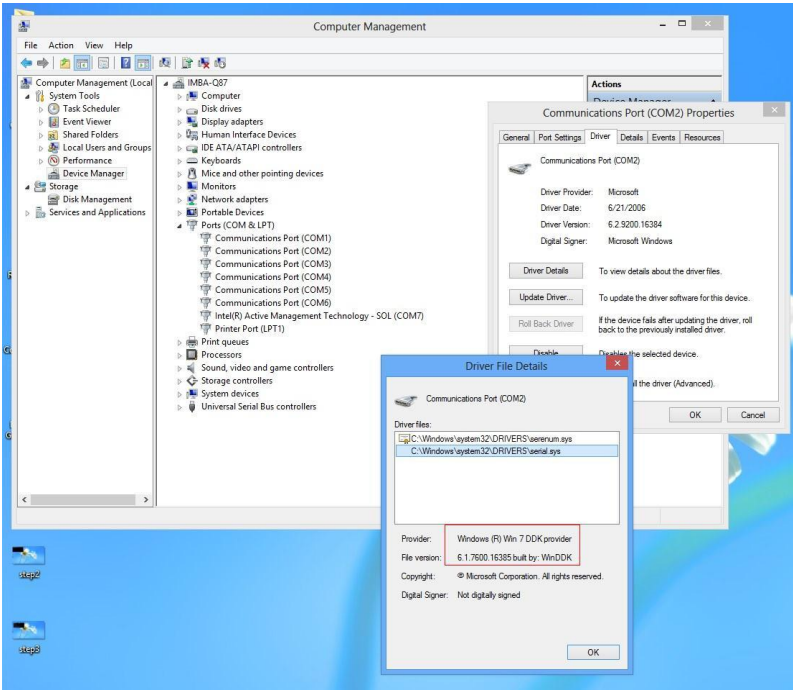 Computer Management
File Action View Help
Computer Management (Local
System Tools
Task Scheduler
Event Viewer
Shared Folders
Local Users and Groups
Performance
Device Manager
Storage
Disk Management
Services and Applications
IMBA-Q87
Computer
Disk drives
Display adapters
Human Interface Devices
IDE ATA/ATAPI controllers
Keyboards
Mice and other pointing devices
Monitors
Network adapters
Portable Devices
Ports (COM & LPT)
Communications Port (COM1)
Communications Port (COM2)
Communications Port (COM3)
Communications Port (COM4)
Communications Port (COM5)
Communications Port (COM6)
Intel(R) Active Management Technology - SOL (COM7)
Printer Port (LPT1)
Print queues
Processors
Sound, video and game controllers
Storage controllers
System devices
Universal Serial Bus controllers
Actions
Device Manager
Communications Port (COM2) Properties
General Port Settings Driver Details Events Resources
Communications Port (COM2)
Driver Provider: Microsoft
Driver Date: 6/21/2006
Driver Version: 6.2.9200.16384
Digital Signer: Microsoft Windows
Driver Details To view details about the driver files.
Update Driver... To update the driver software for this device.
Roll Back Driver If the device fails after updating the driver, roll
back to the previously installed driver.
Disable Disables the selected device.
the driver (Advanced).
OK Cancel
Driver File Details
Communications Port (COM2)
Driver files:
C:\Windows\system32\DRIVERS\serenum.sys
C:\Windows\system32\DRIVERS\serial.sys
Provider: Windows (R) Win 7 DDK provider
File version: 6.1.7600.16385 built by: WinDDK
Copyright: © Microsoft Corporation. All rights reserved.
Digital Signer: Not digitally signed
OK
step2
step3